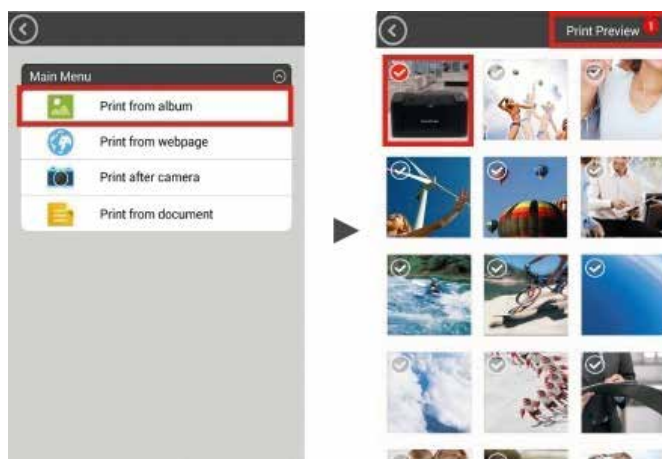 Main Menu
Print from album
Print from webpage
Print after camera
Print from document
Print Preview 1